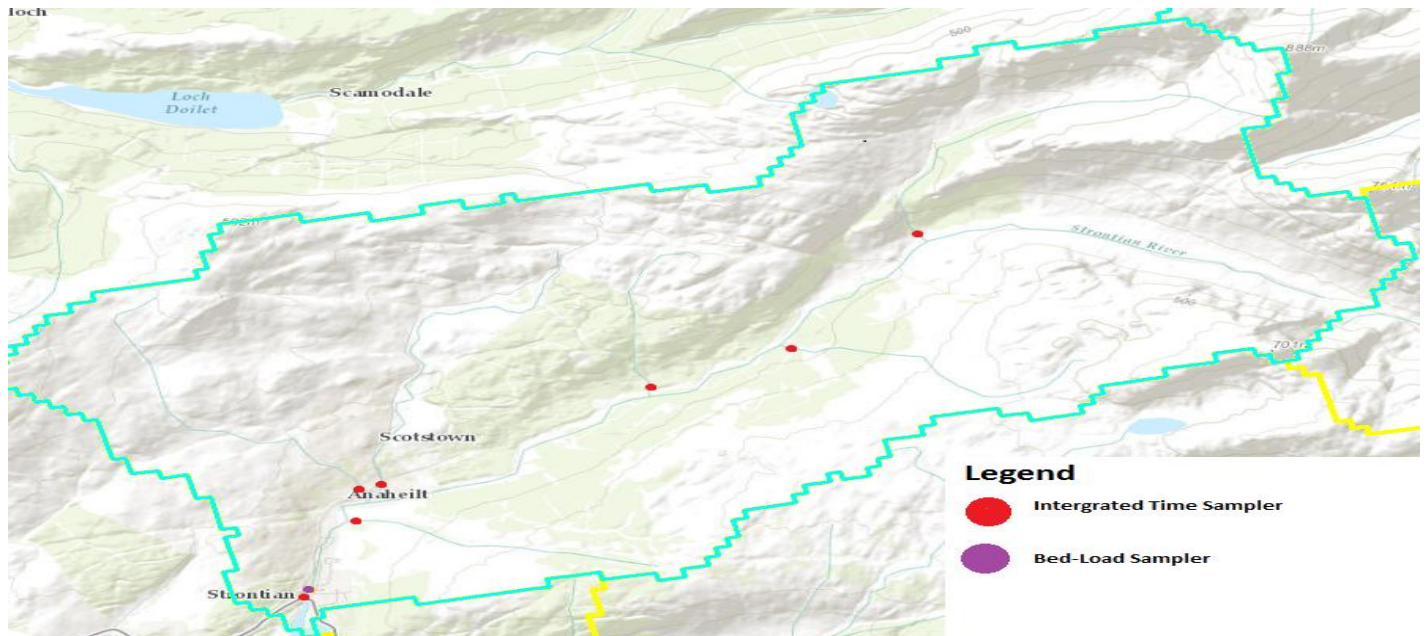 loch
500
888m
Loch
Doilet
Scamodale
592m
Strontian River
500
701m
Scotstown
Anaheilt
Strontian
Legend
Intergrated Time Sampler
Bed-Load Sampler